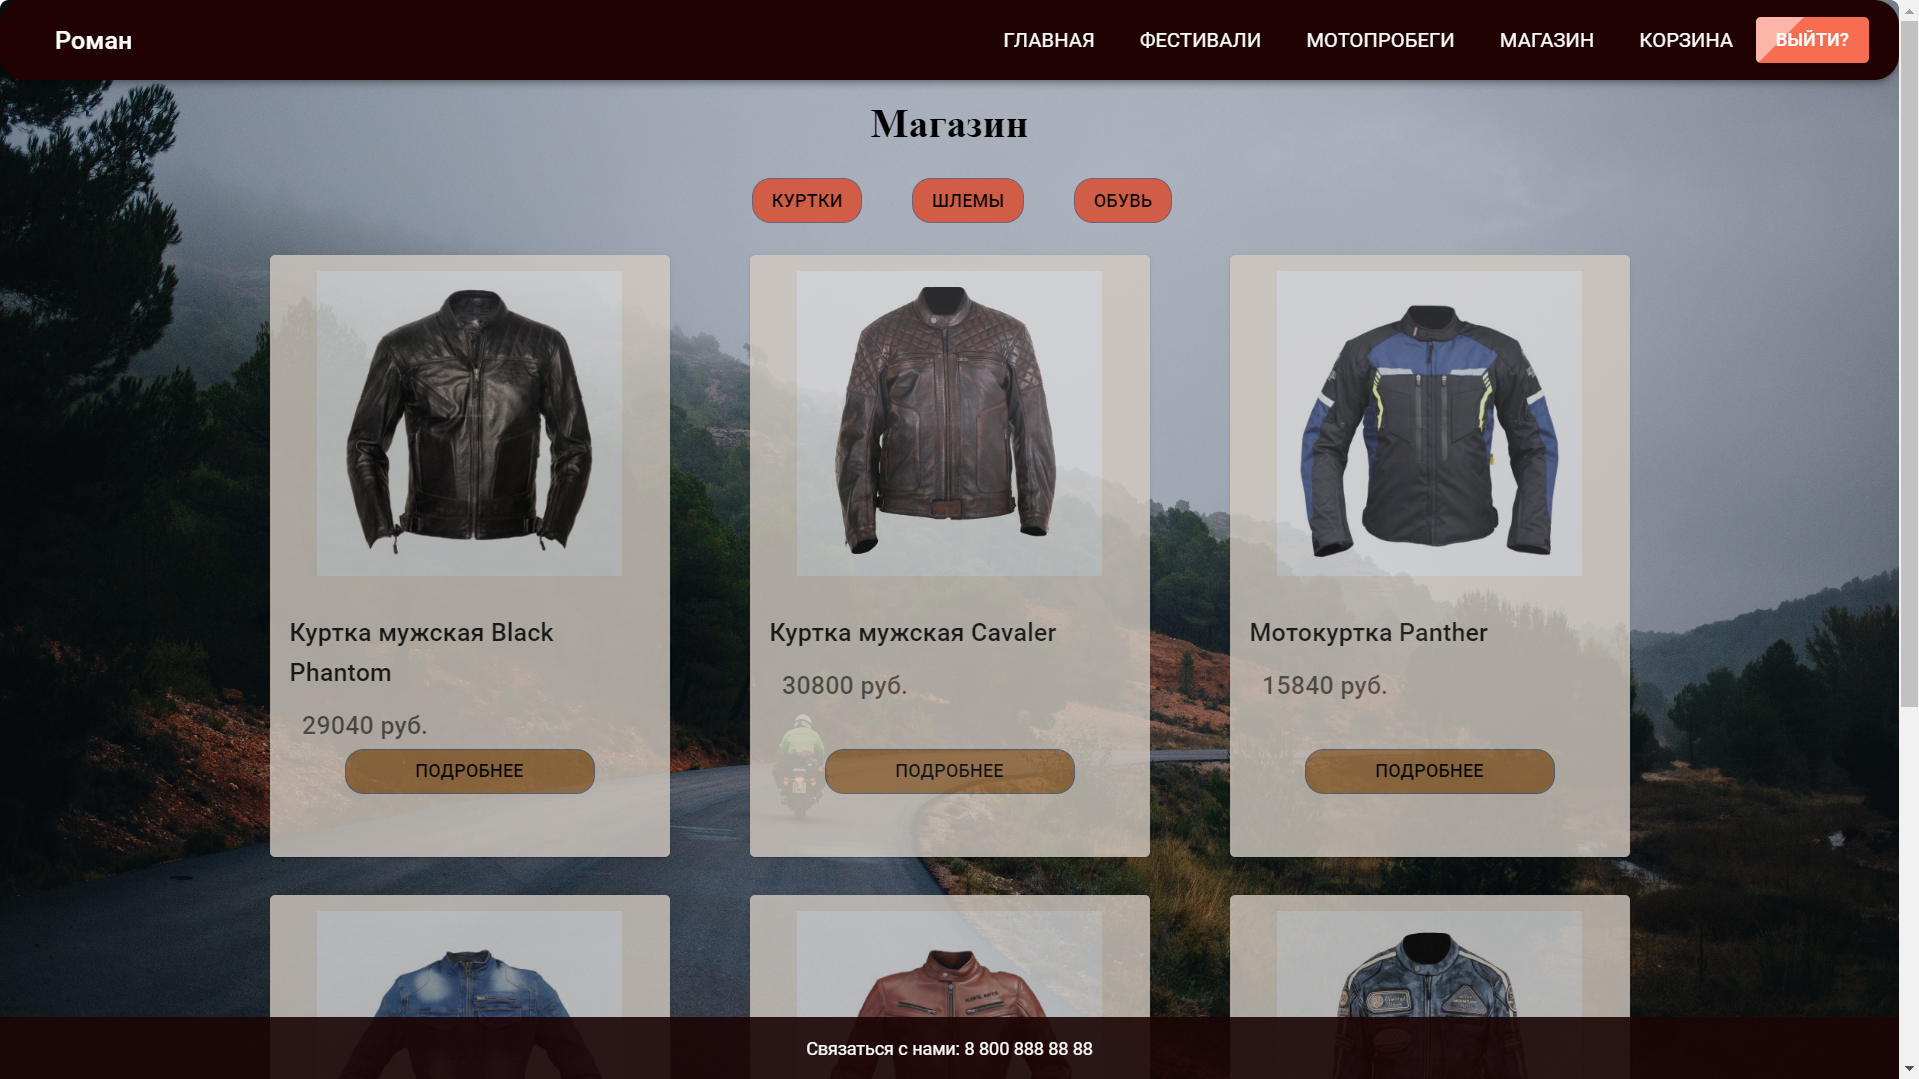 Роман
ГЛАВНАЯ ФЕСТИВАЛИ МОТОПРОБЕГИ МАГАЗИН КОРЗИНА ВЫЙТИ?
Магазин
КУРТКИ ШЛЕМЫ ОБУВЬ
Куртка мужская Black
Phantom
29040 руб.
ПОДРОБНЕЕ
Куртка мужская Cavaler
30800 руб.
ПОДРОБНЕЕ
Мотокуртка Panther
15840 руб.
ПОДРОБНЕЕ
Связаться с нами: 8 800 888 88 88